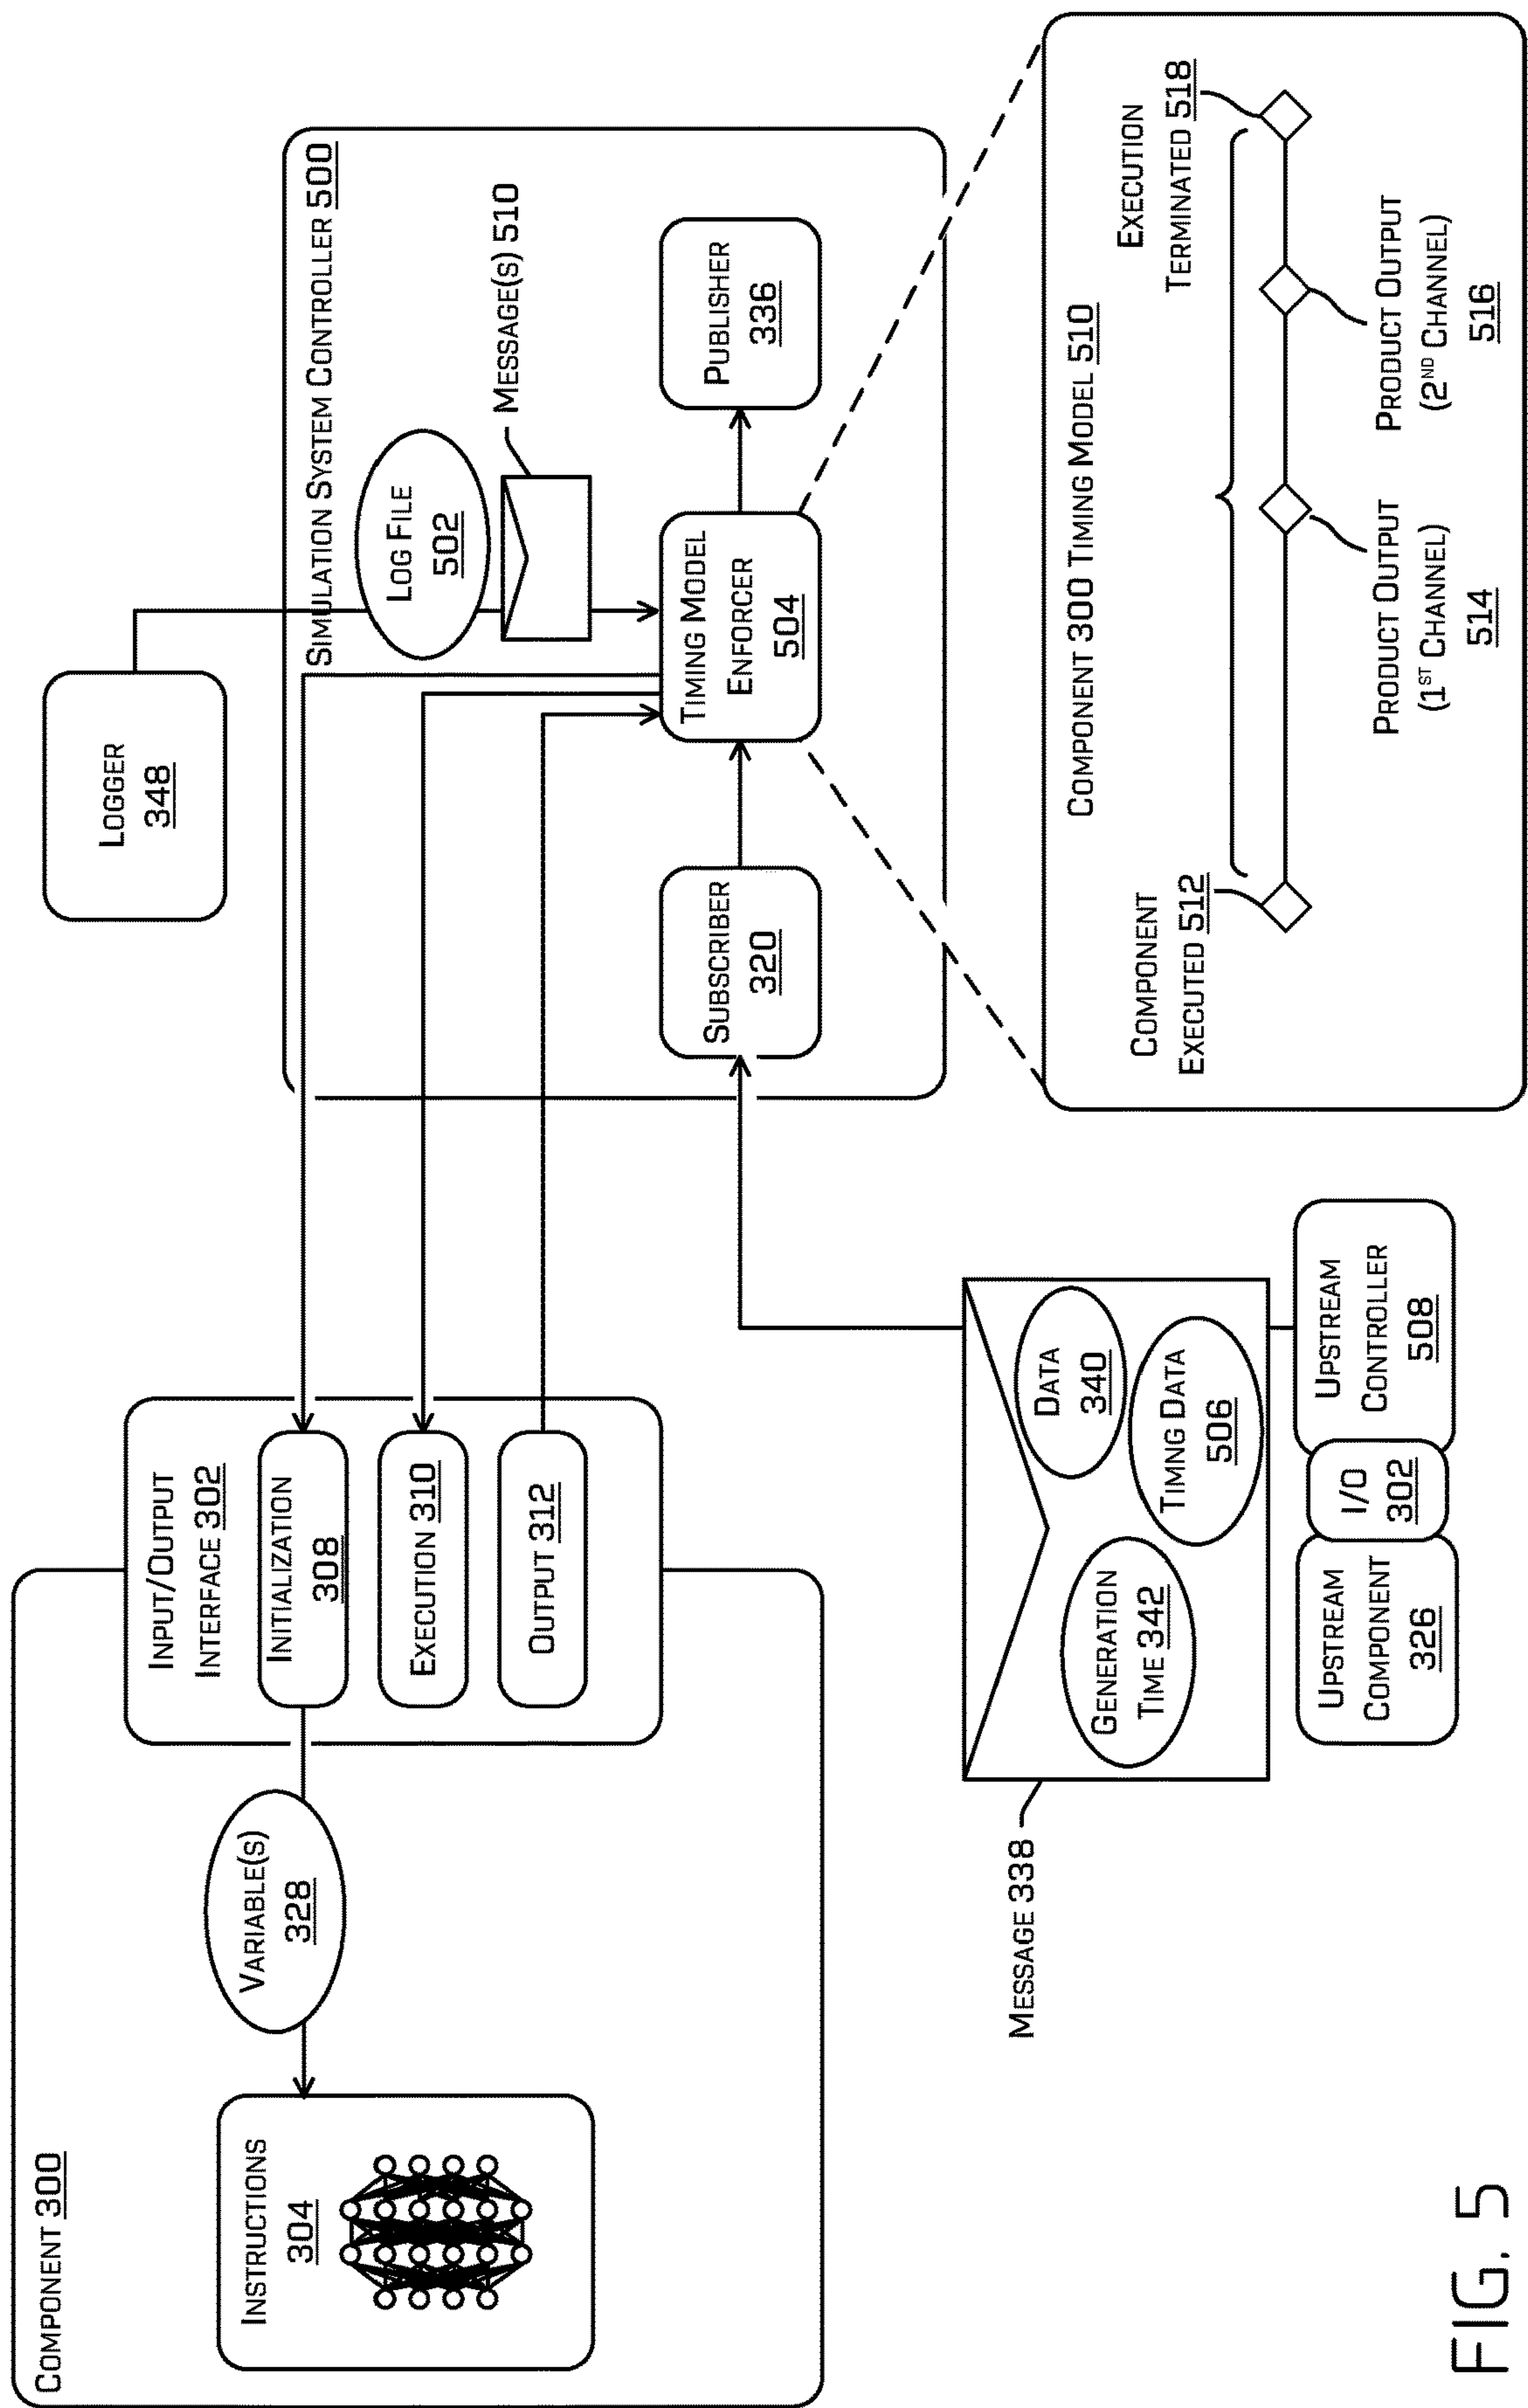 COMPONENT 300
INSTRUCTIONS
304
VARIABLE(S)
328
INPUT/OUTPUT
INTERFACE 302
INITIALIZATION
308
EXECUTION 310
OUTPUT 312
LOGGER
348
SIMULATION SYSTEM CONTROLLER 500
LOG FILE
502
MESSAGE(S) 510
SUBSCRIBER
320
TIMING MODEL
ENFORCER
504
PUBLISHER
336
MESSAGE 338
GENERATION
TIME 342
DATA
340
TIMNG DATA
506
UPSTREAM
COMPONENT
326
I/O
302
UPSTREAM
CONTROLLER
508
COMPONENT 300 TIMING MODEL 510
COMPONENT
EXECUTED 512
EXECUTION
TERMINATED 518
PRODUCT OUTPUT
(1ST CHANNEL)
514
PRODUCT OUTPUT
(2ND CHANNEL)
516
FIG. 5